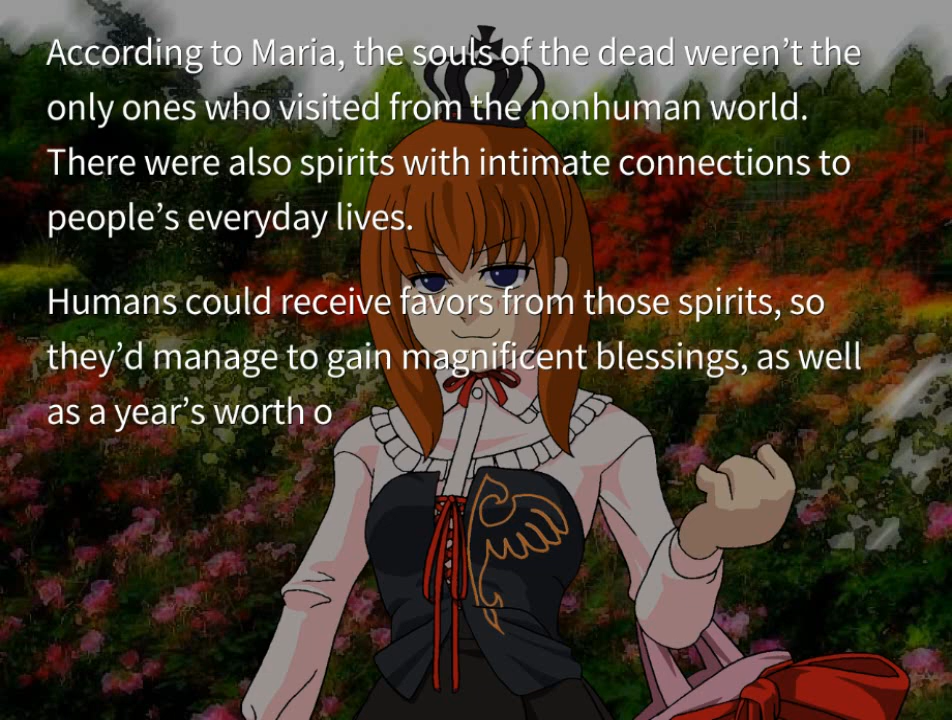 According to Maria, the souls of the dead weren’t the
only ones who visited from the nonhuman world.
There were also spirits with intimate connections to
people’s everyday lives.
Humans could receive favors from those spirits, so
they’d manage to gain magnificent blessings, as well
as a year’s worth o